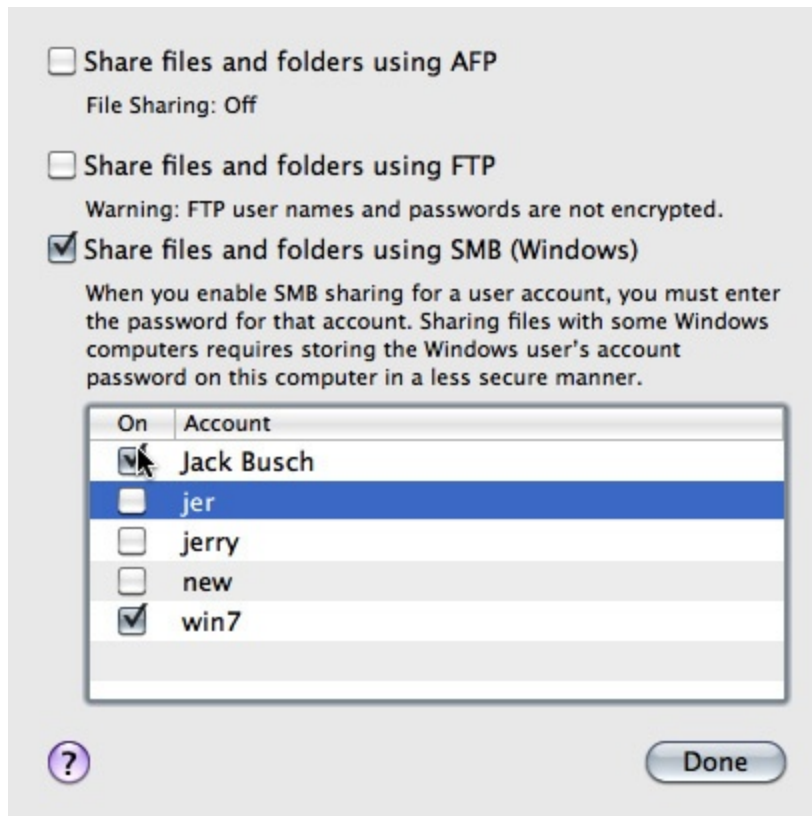 Share files and folders using AFP
File Sharing: Off
Share files and folders using FTP
Warning: FTP user names and passwords are not encrypted.
Share files and folders using SMB (Windows)
When you enable SMB sharing for a user account, you must enter
the password for that account. Sharing files with some Windows
computers requires storing the Windows user's account
password on this computer in a less secure manner.
On Account
Jack Busch
jer
jerry
new
win7
? Done